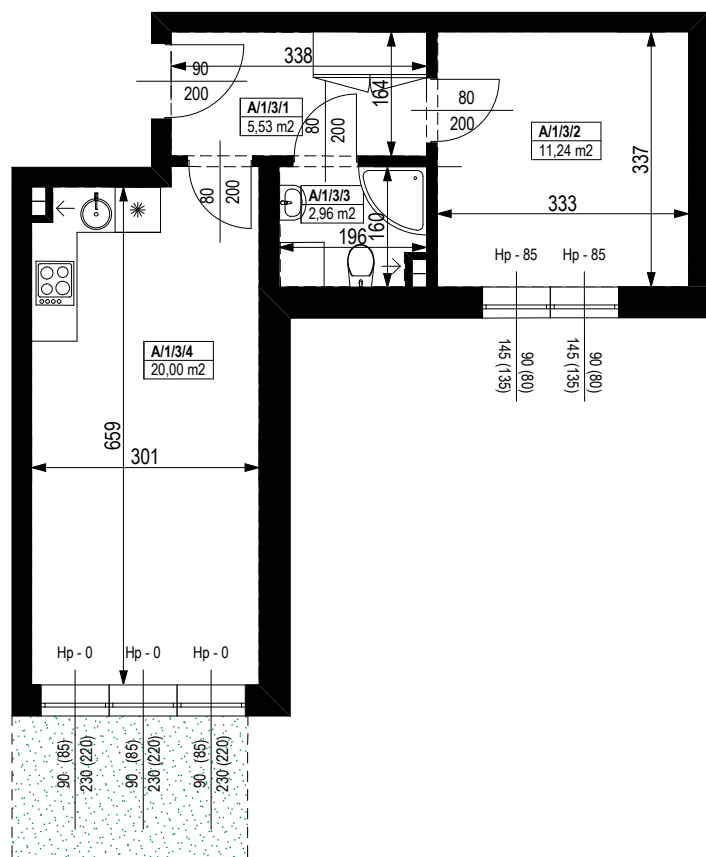 90
200
338
164
A/1/3/1
5,53 m2
80
200
80
200
A/1/3/2
11,24 m2
337
333
80
200
A/1/3/3
2,96 m2
196
160
Hp - 85
Hp - 85
145 (135)
90 (80)
145 (135)
90 (80)
A/1/3/4
20,00 m2
659
301
Hp - 0
Hp - 0
Hp - 0
90 (85)
230 (220)
90 (85)
230 (220)
90 (85)
230 (220)